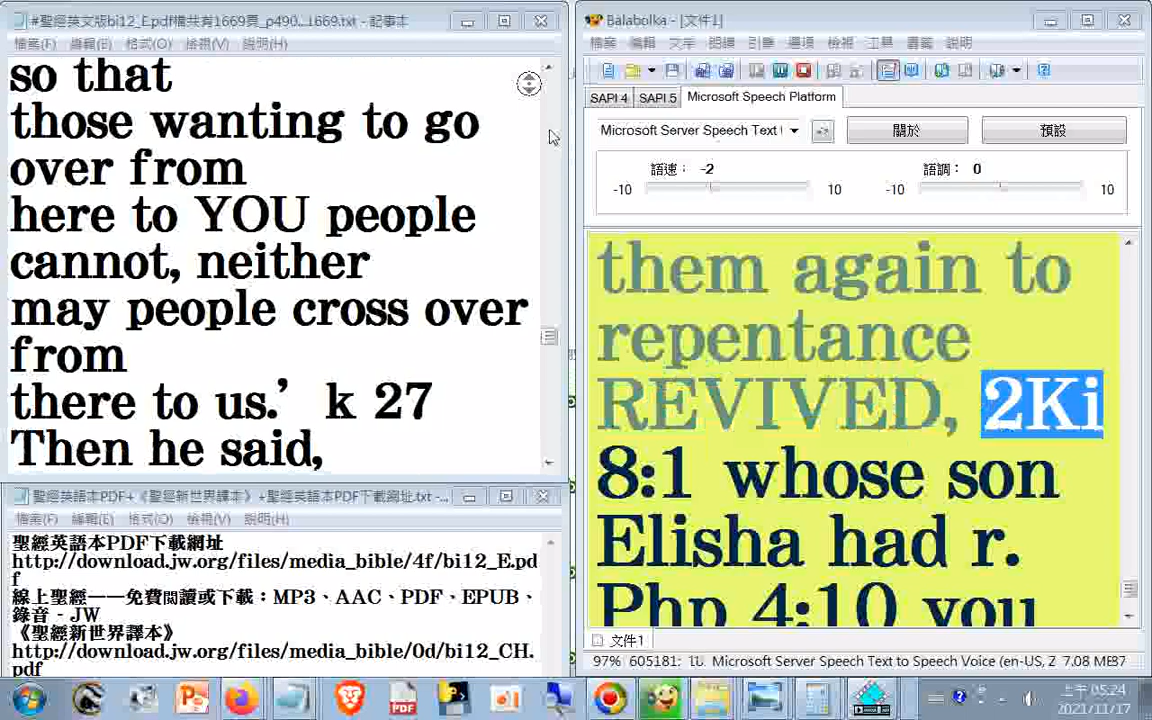 #聖經英文版bi12_E.pdf檔共有1669頁_p490...1669.txt - 記事本
檔案(F) 編輯(E) 格式(O) 檢視(V) 說明(H)
so that
those wanting to go
over from
here to YOU people
cannot, neither
may people cross over
from
there to us.’ k 27
Then he said,
聖經英語本PDF+《聖經新世界譯本》+聖經英語本PDF下載網址.txt - ...
檔案(F) 編輯(E) 格式(O) 檢視(V) 說明(H)
聖經英語本PDF下載網址
http://download.jw.org/files/media_bible/4f/bi12_E.pd
f
線上聖經——免費閱讀或下載：MP3、AAC、PDF、EPUB、
錄音 - JW
《聖經新世界譯本》
http://download.jw.org/files/media_bible/0d/bi12_CH.
pdf
Balabolka - [文件1]
檔案 編輯 文字 朗讀 引擎 選項 檢視 工具 書籤 說明
SAPI 4 SAPI 5 Microsoft Speech Platform
Microsoft Server Speech Text t
關於 預設
語速： -2 語調： 0
-10 10 -10 10
them again to
repentance
REVIVED, 2Ki
8:1 whose son
Elisha had r.
Php 4:10 you
文件1
97% 605181: Microsoft Server Speech Text to Speech Voice (en-US, Z 7.08 MB
上午 05:24
2021/11/17